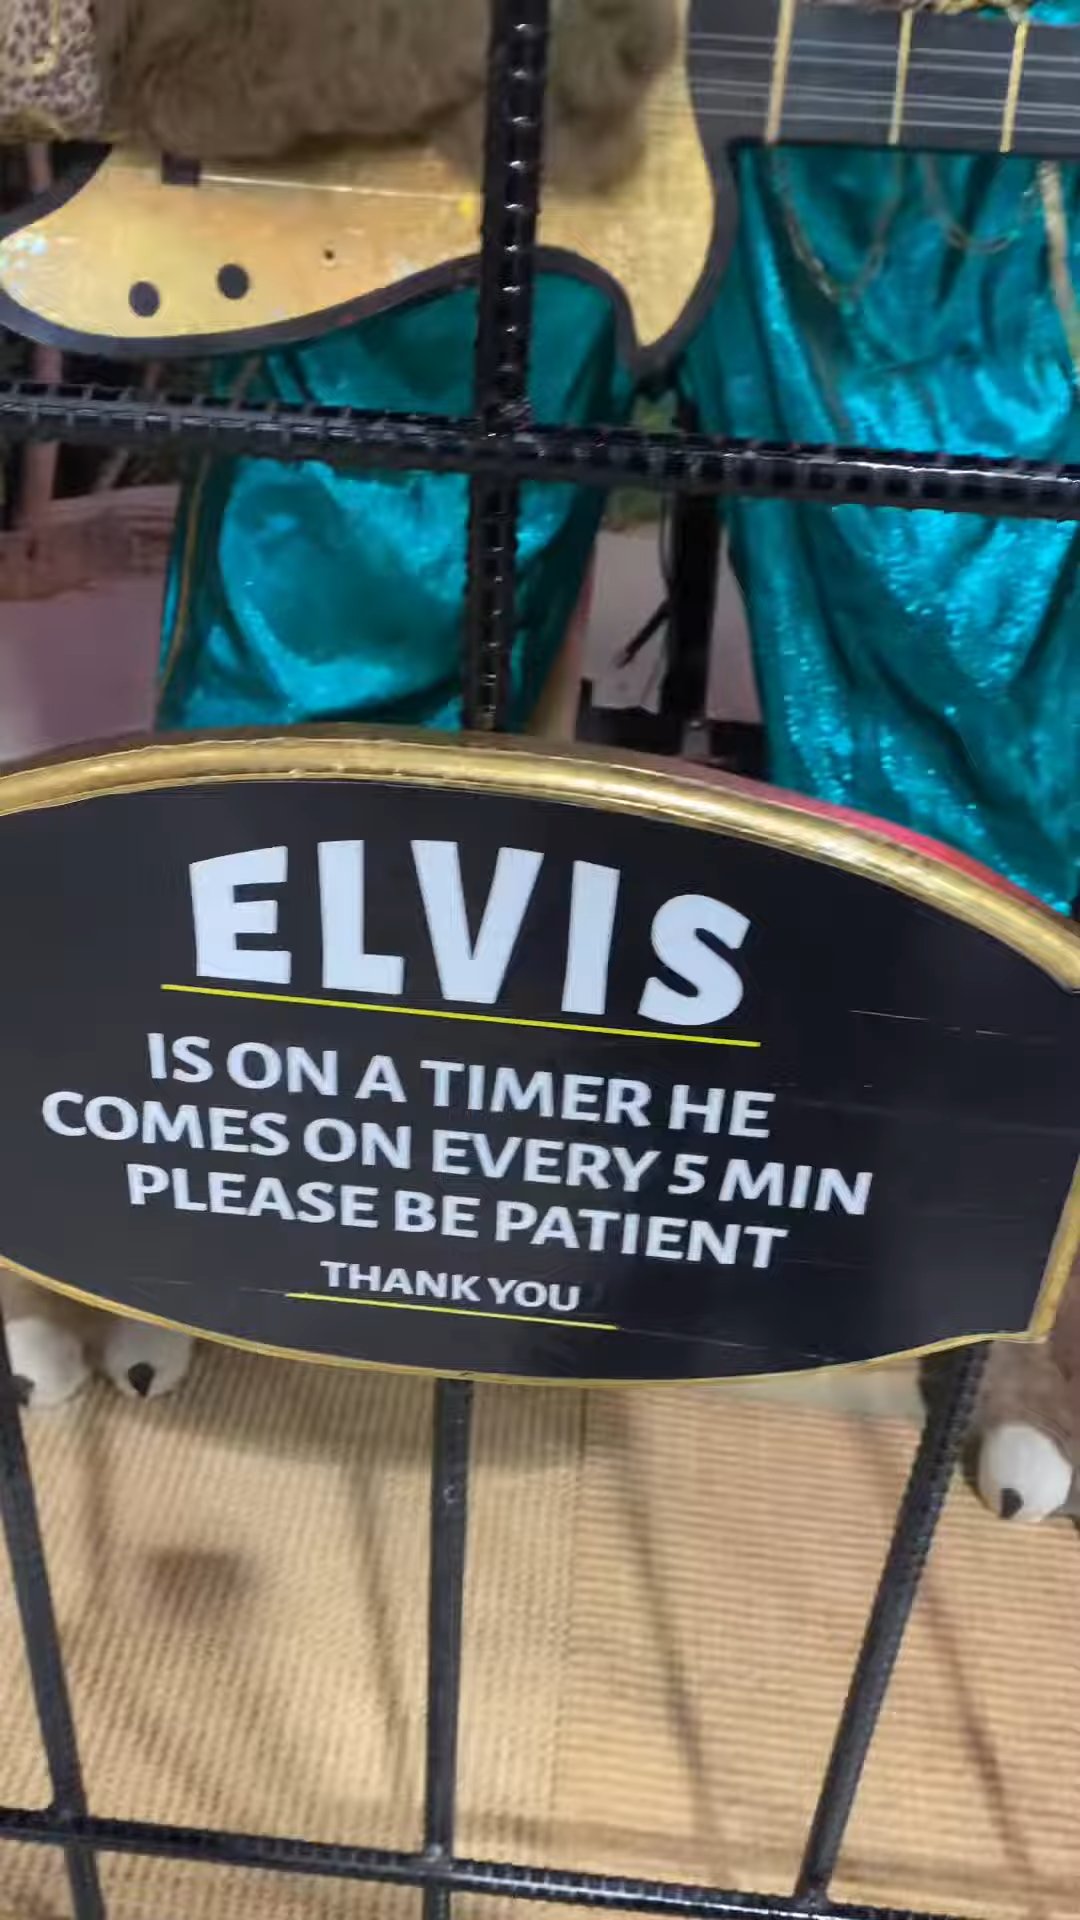 ELVIS
IS ON A TIMER HE
COMES ON EVERY 5 MIN
PLEASE BE PATIENT
THANK YOU